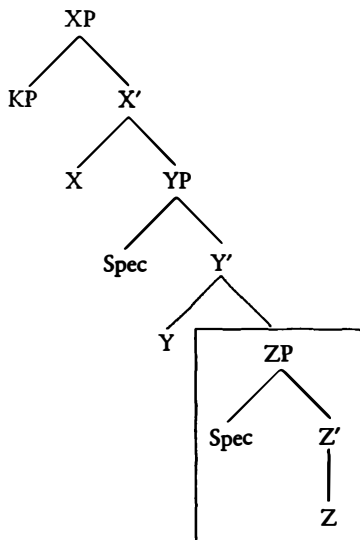 XP
KP X′
X YP
Spec Y′
Y ZP
Spec Z′
Z